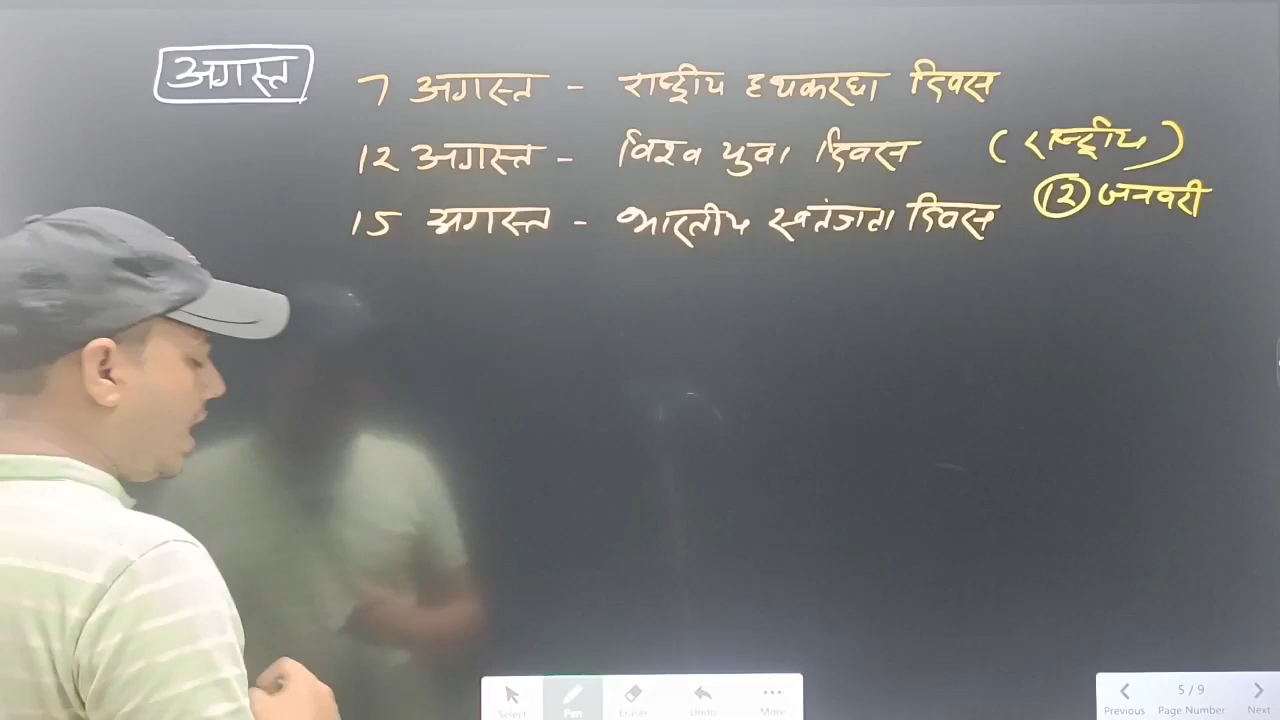 अगस्त
7 अगस्त - राष्ट्रीय हथकरघा दिवस
12 अगस्त - विश्व युवा दिवस (राष्ट्रीय)
12 जनवरी
15 अगस्त - भारतीय स्वतंत्रता दिवस
Select Pen Eraser Undo More
5/9
Previous Page Number Next